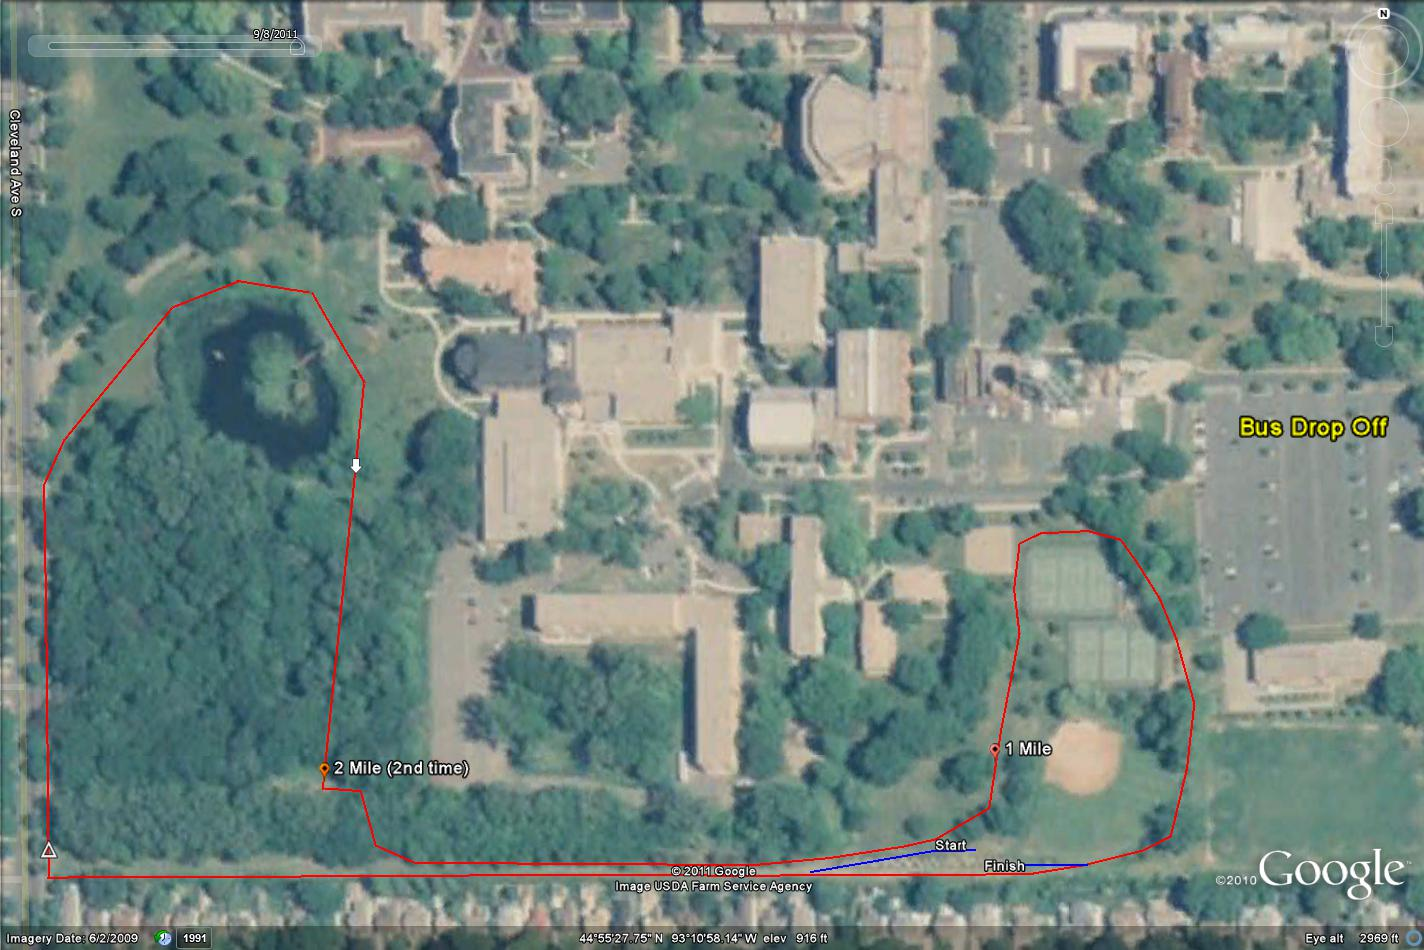 N
9/8/2011
Cleveland Ave S
Bus Drop Off
1 Mile
2 Mile (2nd time)
Start
Finish
© 2011 Google
Image USDA Farm Service Agency
©2010 Google™
Imagery Date: 6/2/2009 1991 44°55'27.75" N 93°10'58.14" W elev 916 ft Eye alt 2969 ft